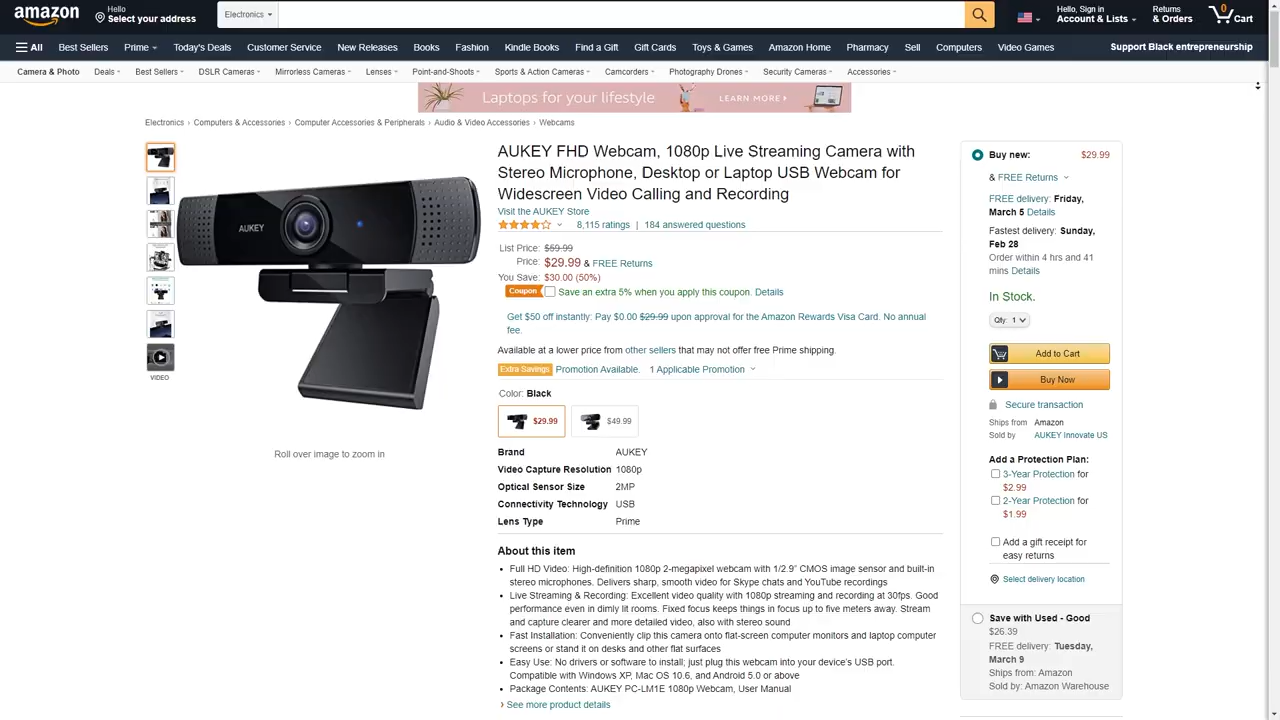 amazon
Hello
Select your address
Electronics
Hello, Sign in
Account & Lists
Returns
& Orders
0
Cart
All
Best Sellers
Prime
Today's Deals
Customer Service
New Releases
Books
Fashion
Kindle Books
Find a Gift
Gift Cards
Toys & Games
Amazon Home
Pharmacy
Sell
Computers
Video Games
Support Black entrepreneurship
Camera & Photo
Deals
Best Sellers
DSLR Cameras
Mirrorless Cameras
Lenses
Point-and-Shoots
Sports & Action Cameras
Camcorders
Photography Drones
Security Cameras
Accessories
Laptops for your lifestyle
LEARN MORE
Electronics › Computers & Accessories › Computer Accessories & Peripherals › Audio & Video Accessories › Webcams
AUKEY
VIDEO
Roll over image to zoom in
AUKEY FHD Webcam, 1080p Live Streaming Camera with
Stereo Microphone, Desktop or Laptop USB Webcam for
Widescreen Video Calling and Recording
Visit the AUKEY Store
8,115 ratings | 184 answered questions
List Price: $59.99
Price: $29.99 & FREE Returns
You Save: $30.00 (50%)
Coupon Save an extra 5% when you apply this coupon. Details
Get $50 off instantly: Pay $0.00 $29.99 upon approval for the Amazon Rewards Visa Card. No annual
fee.
Available at a lower price from other sellers that may not offer free Prime shipping.
Extra Savings Promotion Available. 1 Applicable Promotion
Color: Black
$29.99
$49.99
Brand AUKEY
Video Capture Resolution 1080p
Optical Sensor Size 2MP
Connectivity Technology USB
Lens Type Prime
About this item
• Full HD Video: High-definition 1080p 2-megapixel webcam with 1/2.9” CMOS image sensor and built-in
stereo microphones. Delivers sharp, smooth video for Skype chats and YouTube recordings
• Live Streaming & Recording: Excellent video quality with 1080p streaming and recording at 30fps. Good
performance even in dimly lit rooms. Fixed focus keeps things in focus up to five meters away. Stream
and capture clearer and more detailed video, also with stereo sound
• Fast Installation: Conveniently clip this camera onto flat-screen computer monitors and laptop computer
screens or stand it on desks and other flat surfaces
• Easy Use: No drivers or software to install; just plug this webcam into your device's USB port.
Compatible with Windows XP, Mac OS 10.6, and Android 5.0 or above
• Package Contents: AUKEY PC-LM1E 1080p Webcam, User Manual
› See more product details
Buy new: $29.99
& FREE Returns
FREE delivery: Friday,
March 5 Details
Fastest delivery: Sunday,
Feb 28
Order within 4 hrs and 41
mins Details
In Stock.
Qty: 1
Add to Cart
Buy Now
Secure transaction
Ships from Amazon
Sold by AUKEY Innovate US
Add a Protection Plan:
3-Year Protection for
$2.99
2-Year Protection for
$1.99
Add a gift receipt for
easy returns
Select delivery location
Save with Used - Good
$26.39
FREE delivery: Tuesday,
March 9
Ships from: Amazon
Sold by: Amazon Warehouse